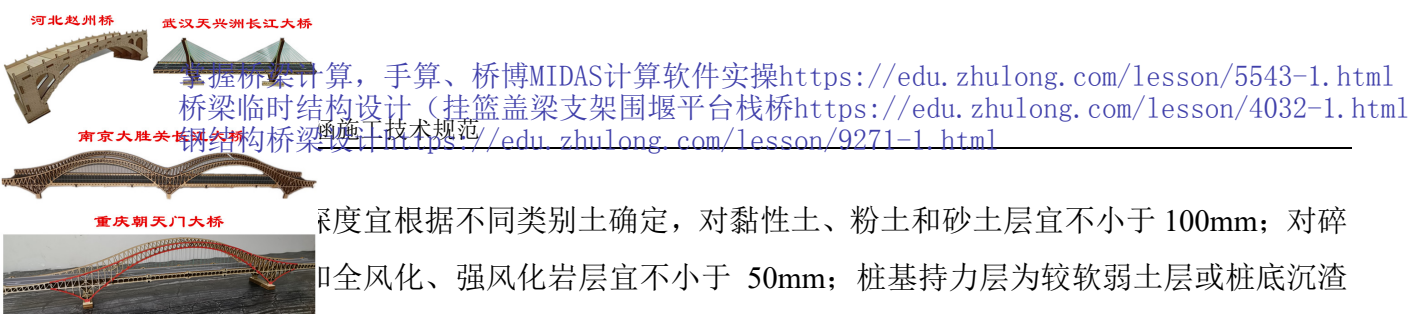 河北赵州桥
武汉天兴洲长江大桥
掌握桥梁计算，手算、桥博MIDAS计算软件实操https://edu.zhulong.com/lesson/5543-1.html
桥梁临时结构设计（挂篮盖梁支架围堰平台栈桥https://edu.zhulong.com/lesson/4032-1.html
南京大胜关长江大桥
涵施工技术规范
钢结构桥梁设计https://edu.zhulong.com/lesson/9271-1.html
重庆朝天门大桥
深度宜根据不同类别土确定，对黏性土、粉土和砂土层宜不小于 100mm；对碎
和全风化、强风化岩层宜不小于 50mm；桩基持力层为较软弱土层或桩底沉渣